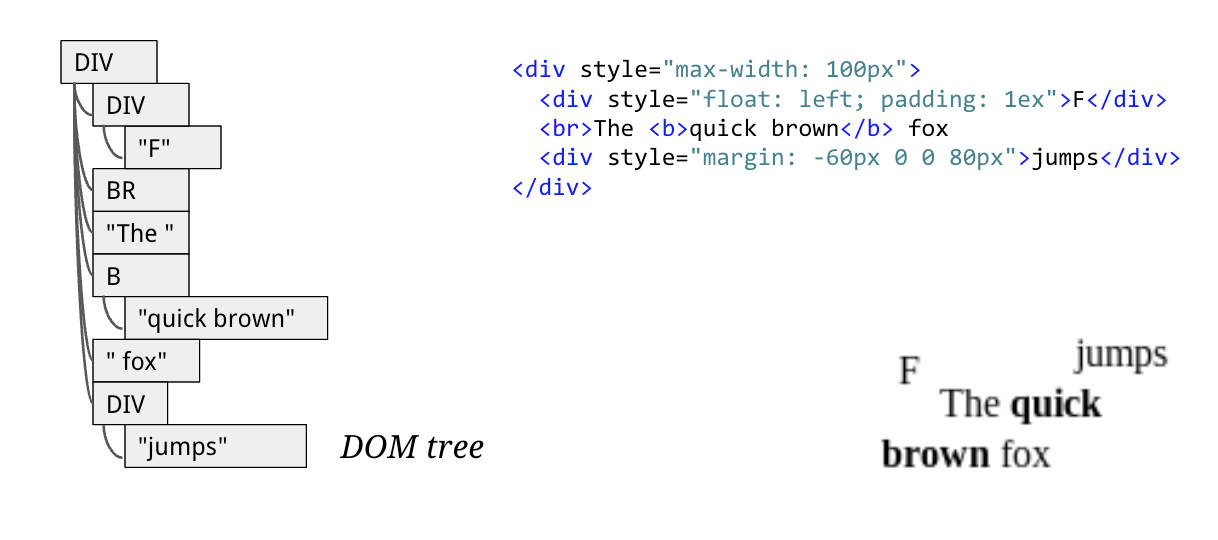 DIV
DIV
"F"
BR
"The "
B
"quick brown"
" fox"
DIV
"jumps"
DOM tree
<div style="max-width: 100px">
  <div style="float: left; padding: 1ex">F</div>
  <br>The <b>quick brown</b> fox
  <div style="margin: -60px 0 0 80px">jumps</div>
</div>
jumps
F
The quick
brown fox